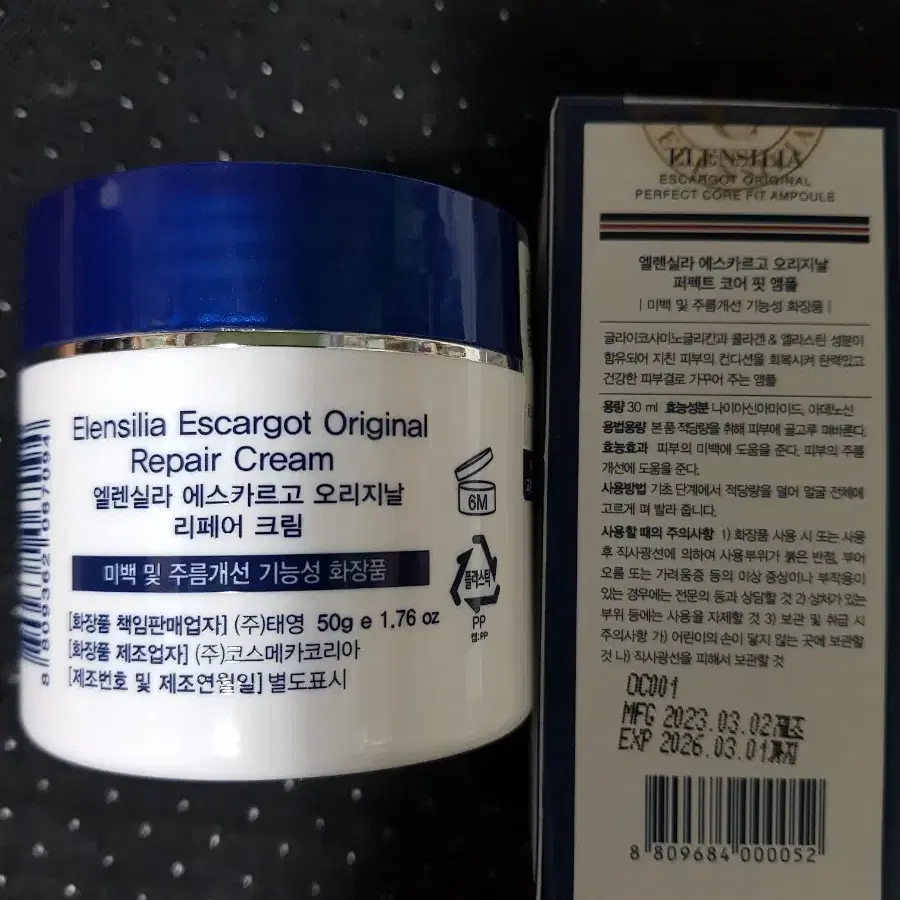 Elensilia Escargot Original
Repair Cream
엘렌실라 에스카르고 오리지날
리페어 크림
미백 및 주름개선 기능성 화장품
[화장품 책임판매업자] (주)태영 50g e 1.76 oz
[화장품 제조업자] (주)코스메카코리아
[제조번호 및 제조연월일] 별도표시
6M
플라스틱
PP
캡:PP
8 809362 087094
ELENSILIA
ESCARGOT ORIGINAL
PERFECT CORE FIT AMPOULE
엘렌실라 에스카르고 오리지날
퍼펙트 코어 핏 앰플
| 미백 및 주름개선 기능성 화장품 |
글라이코사미노글리칸과 콜라겐 & 엘라스틴 성분이
함유되어 지친 피부의 컨디션을 회복시켜 탄력있고
건강한 피부결로 가꾸어 주는 앰플
용량 30 ml 효능성분 나이아신아마이드, 아데노신
용법용량 본 품 적당량을 취해 피부에 골고루 펴바른다.
효능효과 피부의 미백에 도움을 준다. 피부의 주름
개선에 도움을 준다.
사용방법 기초 단계에서 적당량을 덜어 얼굴 전체에
고르게 펴 발라 줍니다.
사용할 때의 주의사항 1) 화장품 사용 시 또는 사용
후 직사광선에 의하여 사용부위가 붉은 반점, 부어
오름 또는 가려움증 등의 이상 증상이나 부작용이
있는 경우에는 전문의 등과 상담할 것 2) 상처가 있는
부위 등에는 사용을 자제할 것 3) 보관 및 취급 시
주의사항 가) 어린이의 손이 닿지 않는 곳에 보관할
것 나) 직사광선을 피해서 보관할 것
OC001
MFG 2023.03.02제조
EXP 2026.03.01까지
8 809684 000052